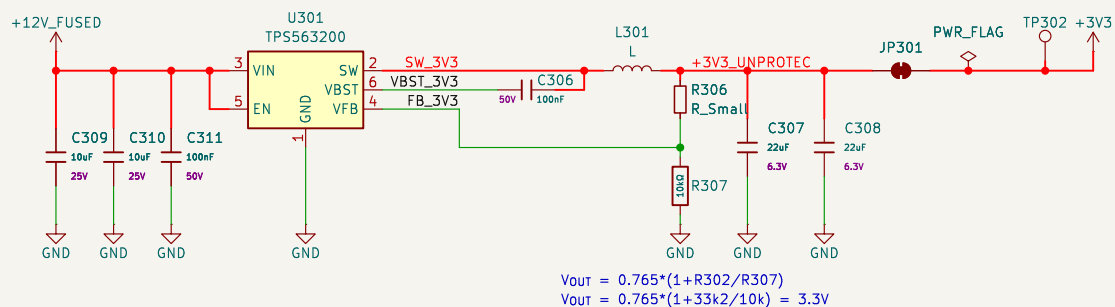 +12V_FUSED
U301
TPS563200
3 VIN
5 EN
GND
1
SW 2
VBST 6
VFB 4
SW_3V3
VBST_3V3
FB_3V3
C306
50V 100nF
L301
L
+3V3_UNPROTEC
R306
R_Small
R307
10kΩ
JP301
PWR_FLAG
TP302
+3V3
C309
10uF
25V
C310
10uF
25V
C311
100nF
50V
C307
22uF
6.3V
C308
22uF
6.3V
GND
GND
GND
GND
GND
GND
GND
VOUT = 0.765*(1+R302/R307)
VOUT = 0.765*(1+33k2/10k) = 3.3V